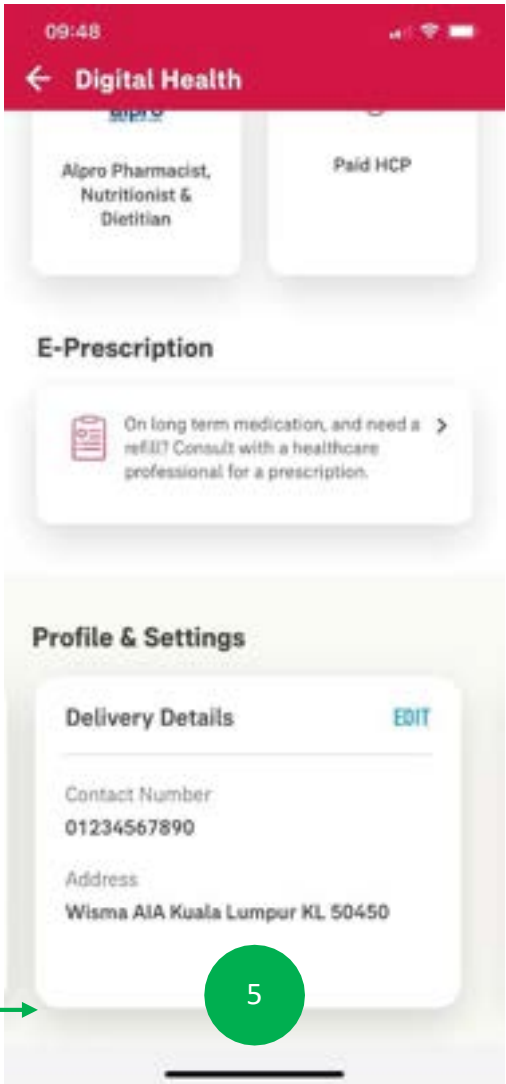 09:48
Digital Health
alpro
Alpro Pharmacist,
Nutritionist &
Dietitian
Paid HCP
E-Prescription
On long term medication, and need a
refill? Consult with a healthcare
professional for a prescription.
Profile & Settings
Delivery Details
EDIT
Contact Number
01234567890
Address
Wisma AIA Kuala Lumpur KL 50450
5